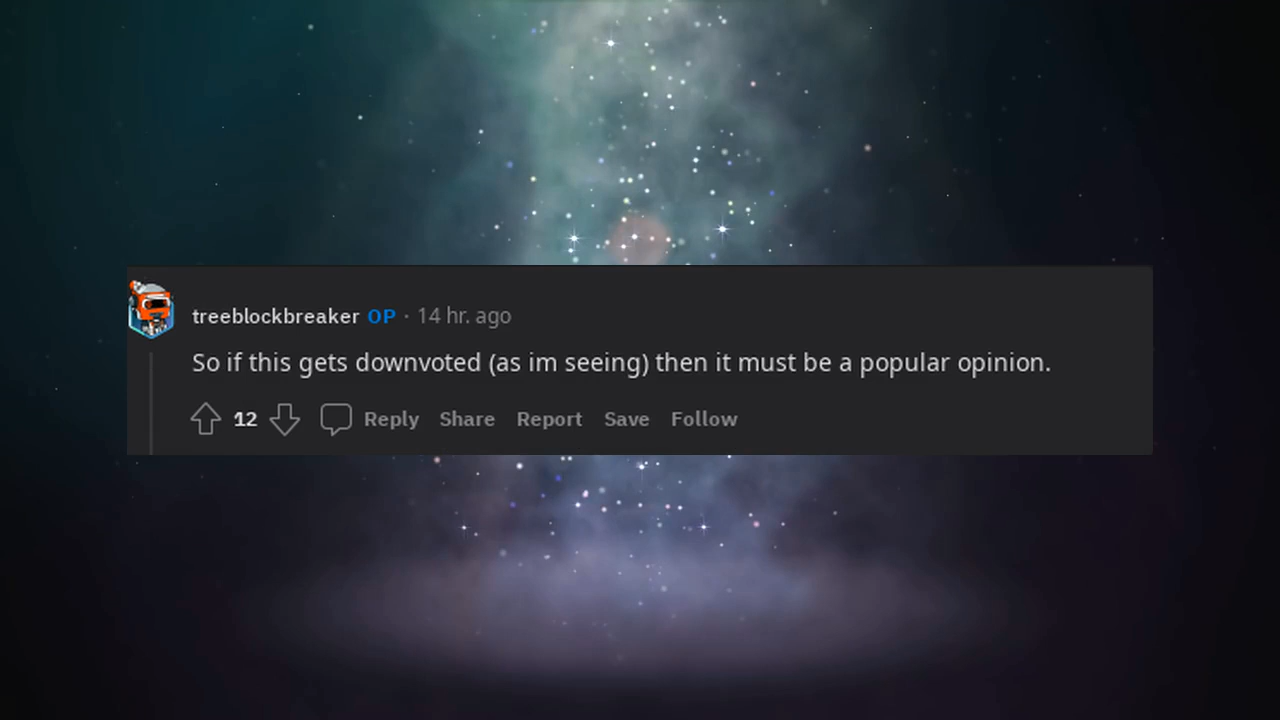 treeblockbreaker OP · 14 hr. ago
So if this gets downvoted (as im seeing) then it must be a popular opinion.
12 Reply Share Report Save Follow